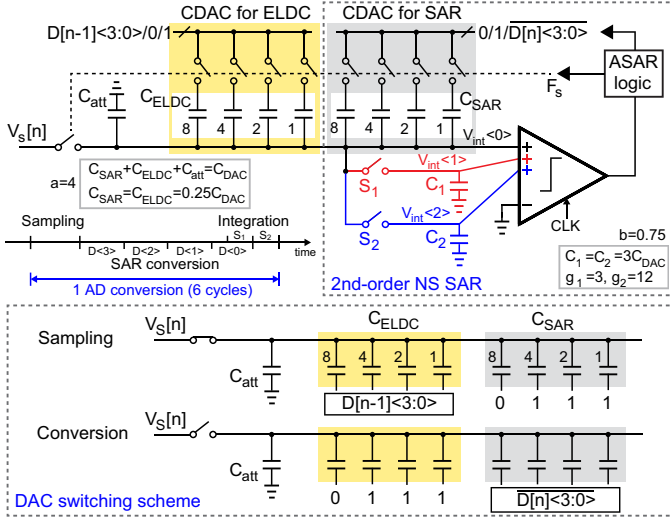 CDAC for ELDC
CDAC for SAR
D[n-1]<3:0>/0/1
0/1/D[n]<3:0>
ASAR
logic
Fs
Catt
CELDC
8 4 2 1
CSAR
8 4 2 1
Vs[n]
Vint<0>
CSAR+CELDC+Catt=CDAC
CSAR=CELDC=0.25CDAC
a=4
S1
Vint<1>
C1
S2
Vint<2>
C2
CLK
b=0.75
C1=C2=3CDAC
g1=3, g2=12
2nd-order NS SAR
Sampling
Integration
S1 S2
D<3> D<2> D<1> D<0>
time
SAR conversion
1 AD conversion (6 cycles)
CELDC
CSAR
Sampling
VS[n]
Catt
8 4 2 1
8 4 2 1
D[n-1]<3:0>
0 1 1 1
Conversion
VS[n]
Catt
0 1 1 1
D[n]<3:0>
DAC switching scheme